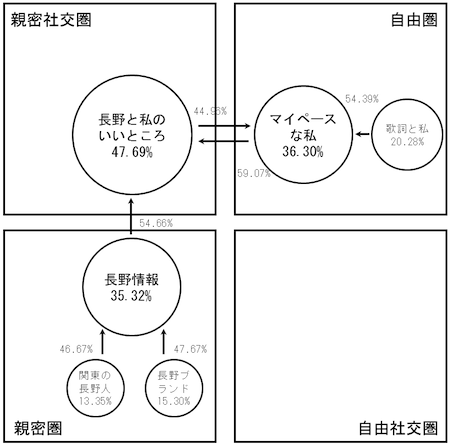 親密社交圏
自由圏
長野と私の
いいところ
47.69%
44.96%
マイペース
な私
36.30%
59.07%
54.39%
歌詞と私
20.28%
54.66%
長野情報
35.32%
46.67%
47.67%
関東の
長野人
13.35%
長野ブ
ランド
15.30%
親密圏
自由社交圏